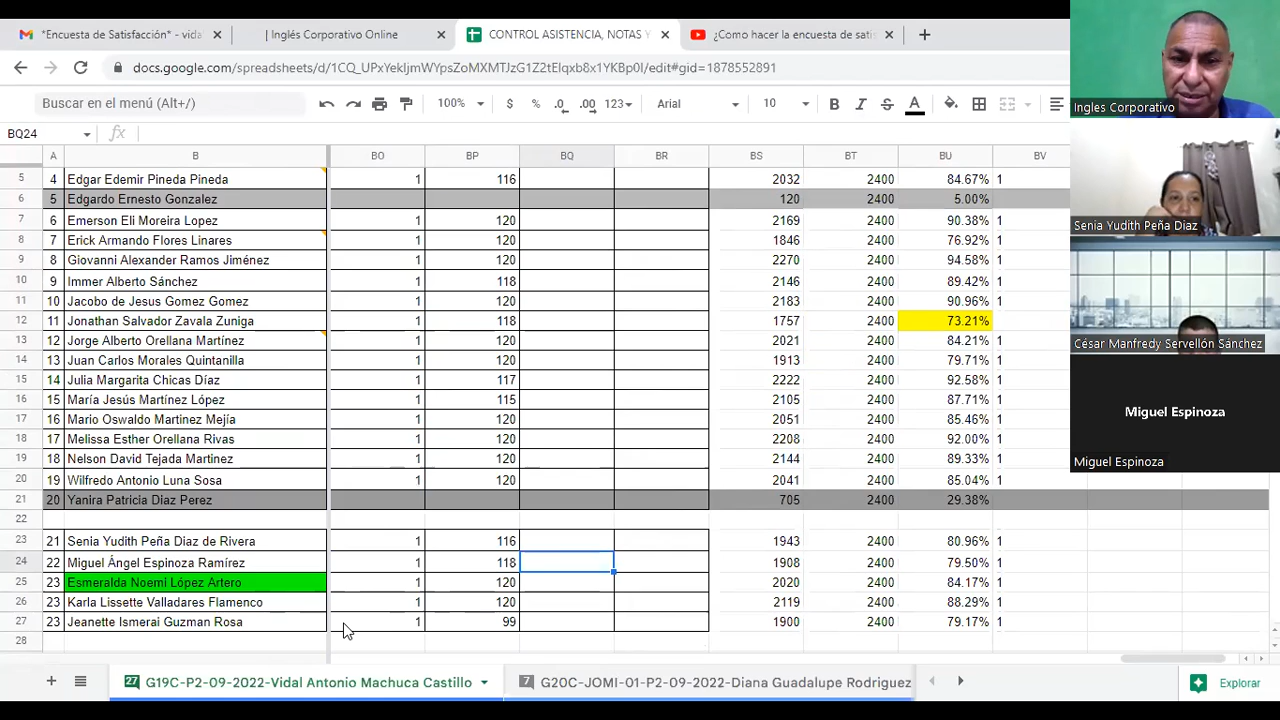 *Encuesta de Satisfacción* - vida
| Inglés Corporativo Online
CONTROL ASISTENCIA, NOTAS Y
¿Como hacer la encuesta de sati
docs.google.com/spreadsheets/d/1CQ_UPxYekIjmWYpsZoMXMTJzG1Z2tElqxb8x1YKBp0I/edit#gid=1878552891
Buscar en el menú (Alt+/)
100%
$ % .0 .00 123
Arial
10
B I S A
BQ24
fx
A B BO BP BQ BR BS BT BU BV
5 4 Edgar Edemir Pineda Pineda 1 116 2032 2400 84.67% 1
6 5 Edgardo Ernesto Gonzalez 120 2400 5.00%
7 6 Emerson Eli Moreira Lopez 1 120 2169 2400 90.38% 1
8 7 Erick Armando Flores Linares 1 120 1846 2400 76.92% 1
9 8 Giovanni Alexander Ramos Jiménez 1 120 2270 2400 94.58% 1
10 9 Immer Alberto Sánchez 1 118 2146 2400 89.42% 1
11 10 Jacobo de Jesus Gomez Gomez 1 120 2183 2400 90.96% 1
12 11 Jonathan Salvador Zavala Zuniga 1 118 1757 2400 73.21%
13 12 Jorge Alberto Orellana Martínez 1 120 2021 2400 84.21% 1
14 13 Juan Carlos Morales Quintanilla 1 120 1913 2400 79.71% 1
15 14 Julia Margarita Chicas Díaz 1 117 2222 2400 92.58% 1
16 15 María Jesús Martínez López 1 115 2105 2400 87.71% 1
17 16 Mario Oswaldo Martinez Mejía 1 120 2051 2400 85.46% 1
18 17 Melissa Esther Orellana Rivas 1 120 2208 2400 92.00% 1
19 18 Nelson David Tejada Martinez 1 120 2144 2400 89.33% 1
20 19 Wilfredo Antonio Luna Sosa 1 120 2041 2400 85.04% 1
21 20 Yanira Patricia Diaz Perez 705 2400 29.38%
22
23 21 Senia Yudith Peña Diaz de Rivera 1 116 1943 2400 80.96% 1
24 22 Miguel Ángel Espinoza Ramírez 1 118 1908 2400 79.50% 1
25 23 Esmeralda Noemi López Artero 1 120 2020 2400 84.17% 1
26 23 Karla Lissette Valladares Flamenco 1 120 2119 2400 88.29% 1
27 23 Jeanette Ismerai Guzman Rosa 1 99 1900 2400 79.17% 1
28
27 G19C-P2-09-2022-Vidal Antonio Machuca Castillo
7 G20C-JOMI-01-P2-09-2022-Diana Guadalupe Rodriguez
Explorar
Ingles Corporativo
Senia Yudith Peña Diaz
César Manfredy Servellón Sánchez
Miguel Espinoza
Miguel Espinoza